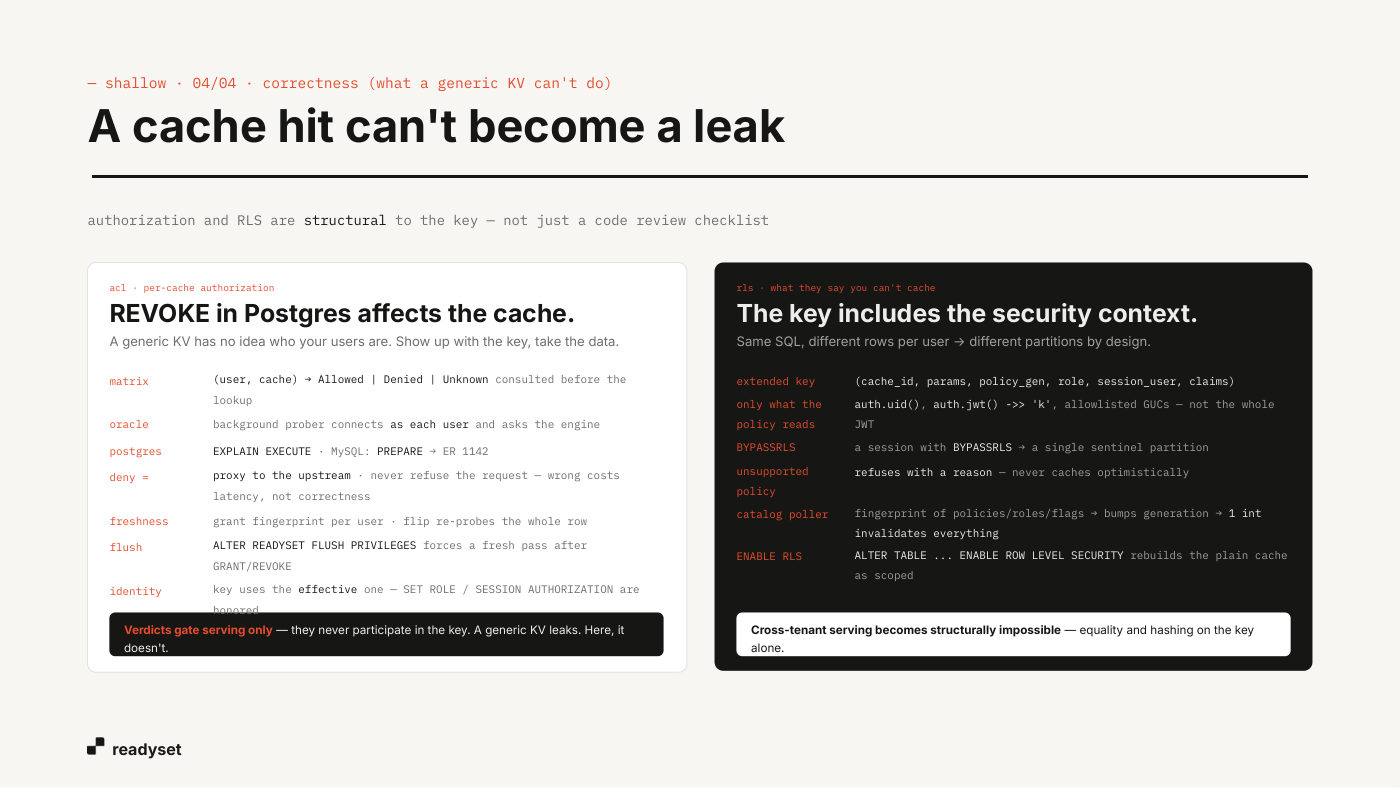 — shallow · 04/04 · correctness (what a generic KV can't do)
A cache hit can't become a leak
authorization and RLS are structural to the key — not just a code review checklist
acl · per-cache authorization
REVOKE in Postgres affects the cache.
A generic KV has no idea who your users are. Show up with the key, take the data.
matrix
(user, cache) → Allowed | Denied | Unknown consulted before the
lookup
oracle
background prober connects as each user and asks the engine
postgres
EXPLAIN EXECUTE · MySQL: PREPARE → ER 1142
deny =
proxy to the upstream · never refuse the request — wrong costs
latency, not correctness
freshness
grant fingerprint per user · flip re-probes the whole row
flush
ALTER READYSET FLUSH PRIVILEGES forces a fresh pass after
GRANT/REVOKE
identity
key uses the effective one — SET ROLE / SESSION AUTHORIZATION are
honored
Verdicts gate serving only — they never participate in the key. A generic KV leaks. Here, it
doesn't.
rls · what they say you can't cache
The key includes the security context.
Same SQL, different rows per user → different partitions by design.
extended key
(cache_id, params, policy_gen, role, session_user, claims)
only what the
policy reads
auth.uid(), auth.jwt() ->> 'k', allowlisted GUCs — not the whole
JWT
BYPASSRLS
a session with BYPASSRLS → a single sentinel partition
unsupported
policy
refuses with a reason — never caches optimistically
catalog poller
fingerprint of policies/roles/flags → bumps generation → 1 int
invalidates everything
ENABLE RLS
ALTER TABLE ... ENABLE ROW LEVEL SECURITY rebuilds the plain cache
as scoped
Cross-tenant serving becomes structurally impossible — equality and hashing on the key
alone.
readyset